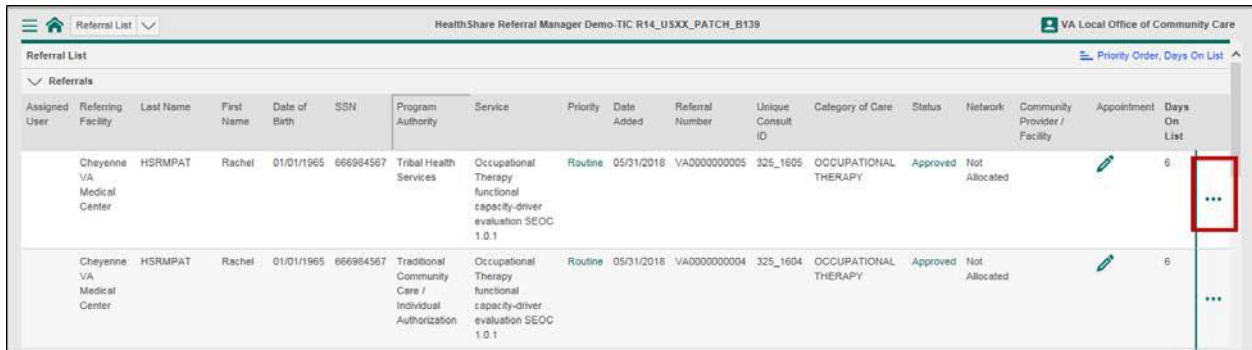 Referral List
HealthShare Referral Manager Demo-TIC R14_USXX_PATCH_B139
VA Local Office of Community Care
Referral List
Priority Order, Days On List
Referrals
Assigned User
Referring Facility
Last Name
First Name
Date of Birth
SSN
Program Authority
Service
Priority
Date Added
Referral Number
Unique Consult ID
Category of Care
Status
Network
Community Provider / Facility
Appointment
Days On List
Cheyenne VA Medical Center
HSRMPAT
Rachel
01/01/1965
666984567
Tribal Health Services
Occupational Therapy functional capacity-driver evaluation SEOC 1.0.1
Routine
05/31/2018
VA0000000005
325_1605
OCCUPATIONAL THERAPY
Approved
Not Allocated
6
Cheyenne VA Medical Center
HSRMPAT
Rachel
01/01/1965
666984567
Traditional Community Care / Individual Authorization
Occupational Therapy functional capacity-driver evaluation SEOC 1.0.1
Routine
05/31/2018
VA0000000004
325_1604
OCCUPATIONAL THERAPY
Approved
Not Allocated
6